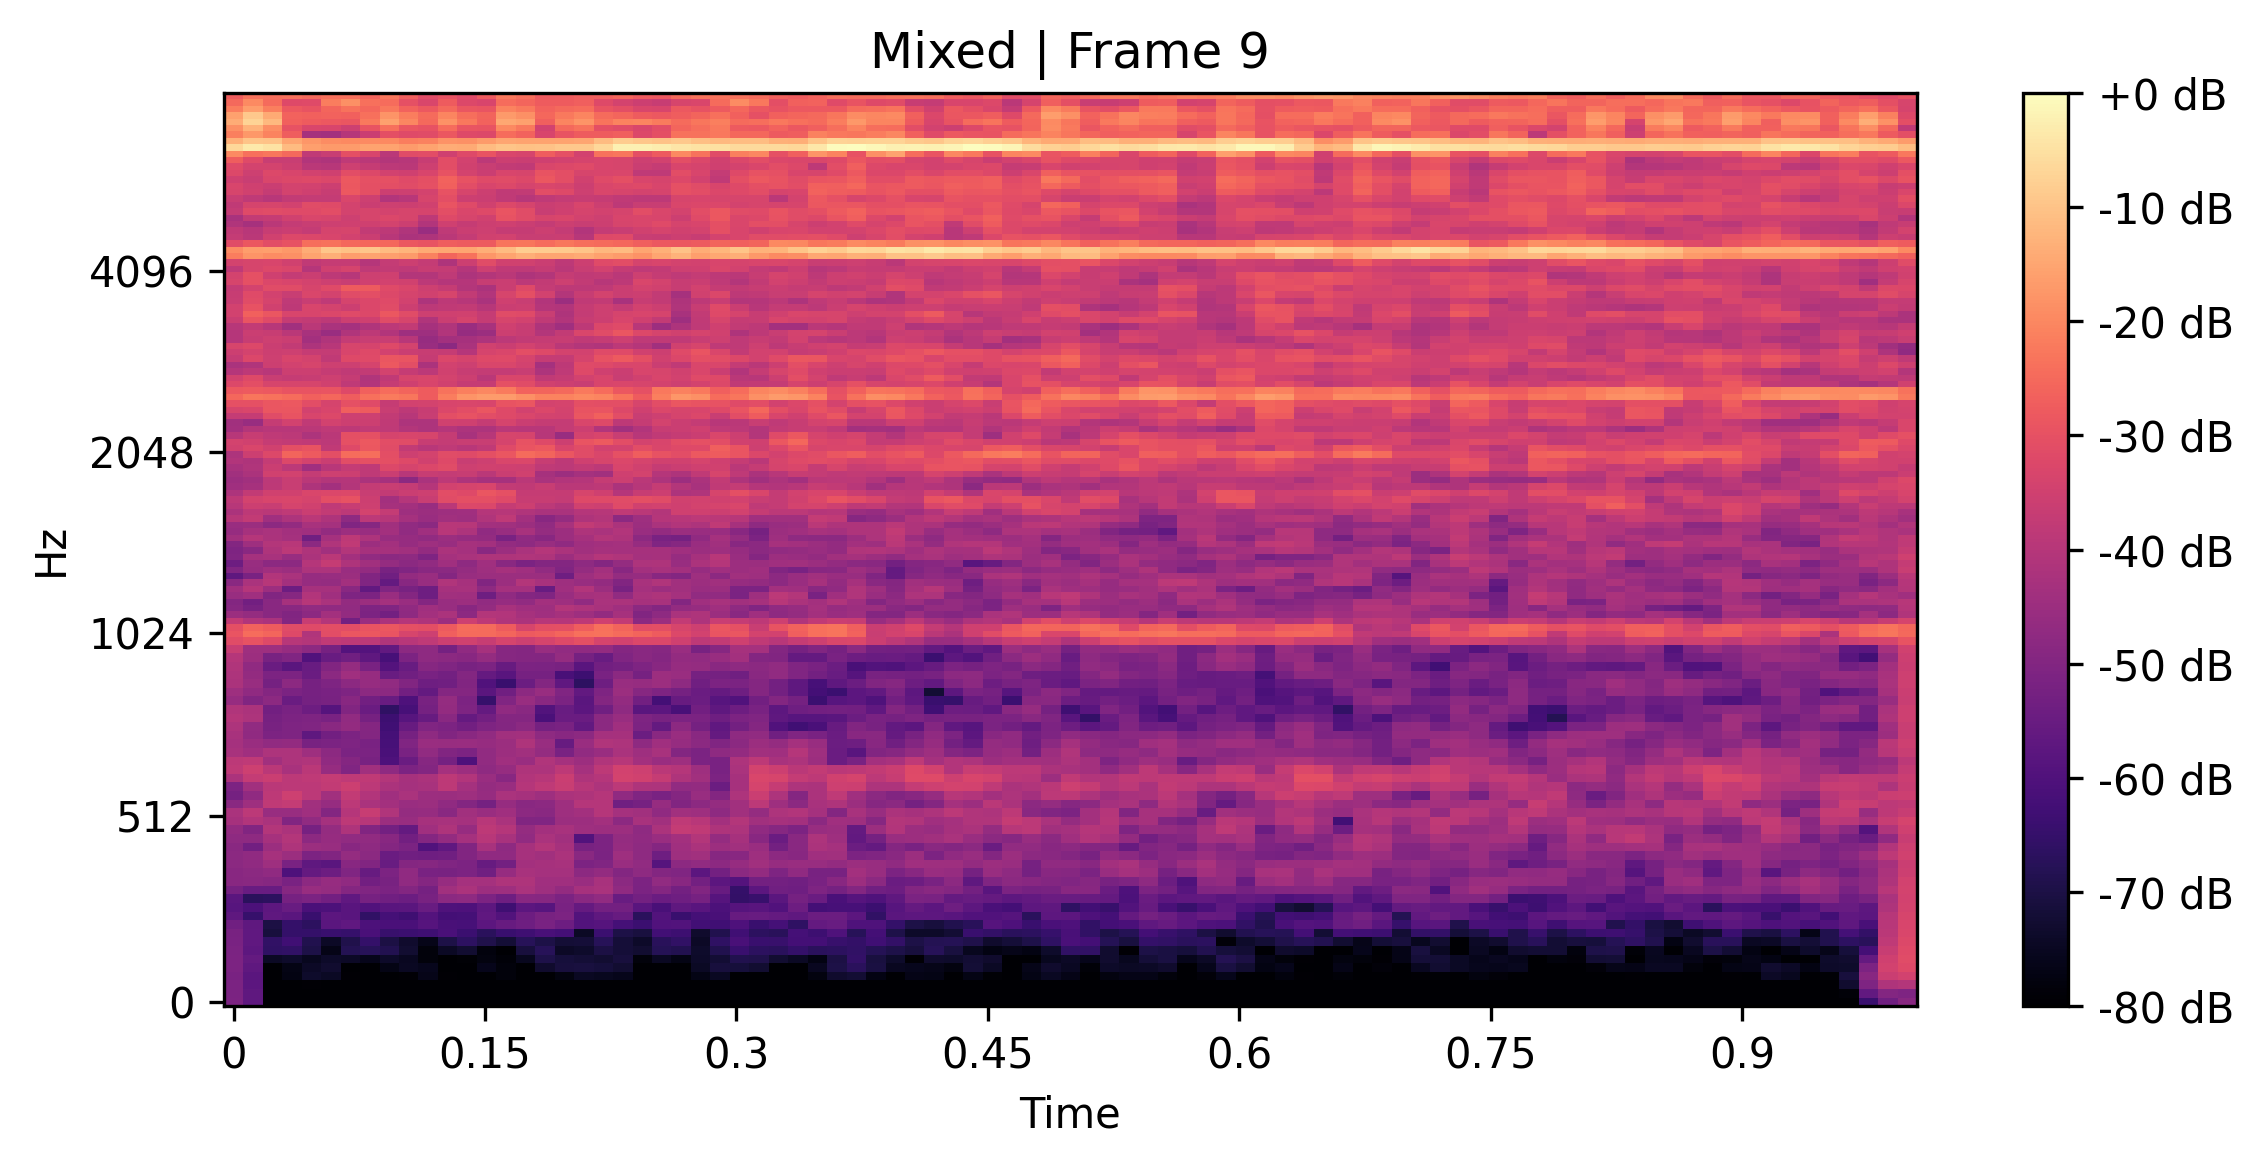 Mixed | Frame 9
+0 dB
-10 dB
-20 dB
-30 dB
-40 dB
-50 dB
-60 dB
-70 dB
-80 dB
4096
2048
1024
512
0
Hz
0 0.15 0.3 0.45 0.6 0.75 0.9
Time